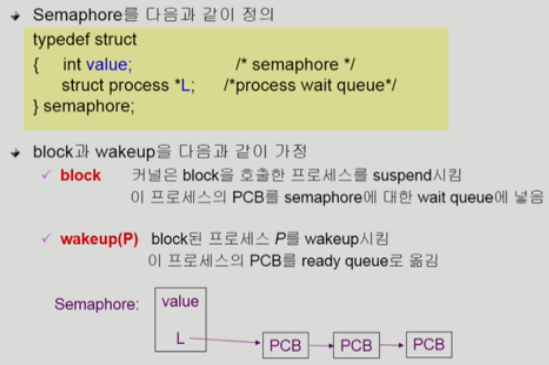 Semaphore를 다음과 같이 정의
typedef struct
{ int value; /* semaphore */
struct process *L; /*process wait queue*/
} semaphore;
block과 wakeup을 다음과 같이 가정
✓ block 커널은 block을 호출한 프로세스를 suspend시킴
이 프로세스의 PCB를 semaphore에 대한 wait queue에 넣음
✓ wakeup(P) block된 프로세스 P를 wakeup시킴
이 프로세스의 PCB를 ready queue로 옮김
Semaphore: value
L PCB PCB PCB